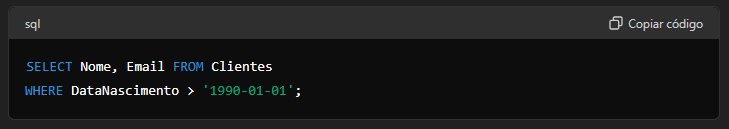 sql
Copiar código
SELECT Nome, Email FROM Clientes
WHERE DataNascimento > '1990-01-01';